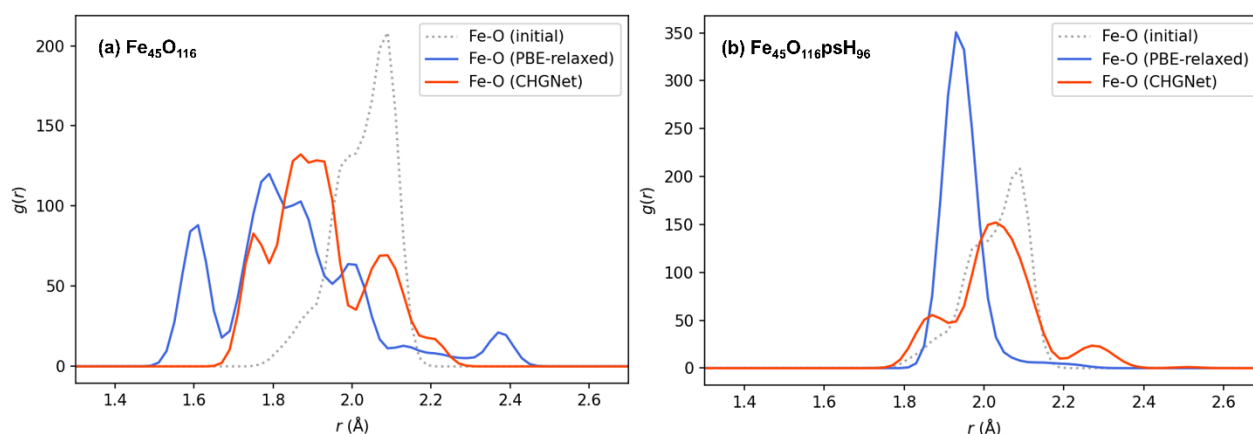 (a) Fe₄₅O₁₁₆
Fe-O (initial)
Fe-O (PBE-relaxed)
Fe-O (CHGNet)
g(r)
200
150
100
50
0
1.4 1.6 1.8 2.0 2.2 2.4 2.6
r (Å)
(b) Fe₄₅O₁₁₆psH₉₆
Fe-O (initial)
Fe-O (PBE-relaxed)
Fe-O (CHGNet)
g(r)
350
300
250
200
150
100
50
0
1.4 1.6 1.8 2.0 2.2 2.4 2.6
r (Å)